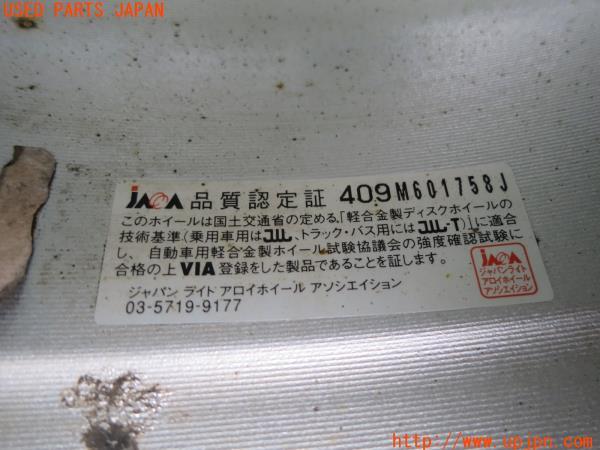 USED PARTS JAPAN
JAWA 品質認定証 409M601758J
このホイールは国土交通省の定める、「軽合金製ディスクホイールの
技術基準（乗用車用はJWL、トラック・バス用にはJWL-T）」に適合
し、自動車用軽合金製ホイール試験協議会の強度確認試験に
合格の上VIA登録をした製品であることを証します。
ジャパン ライト アロイホイール アソシエイション
03-5719-9177
JAWA
ジャパンライト
アロイホイール
アソシエイション
http://www.upjpn.com